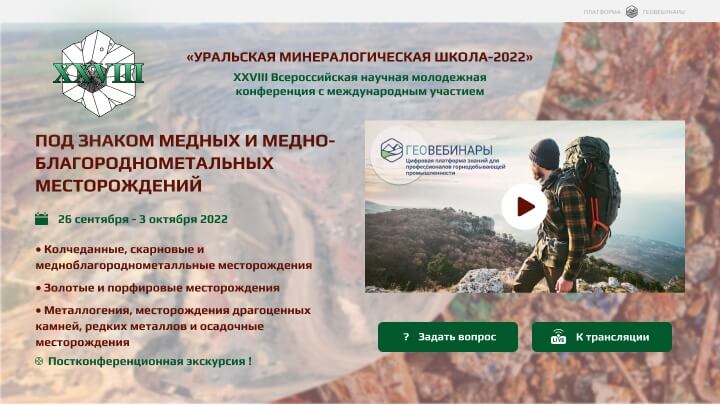 ПЛАТФОРМА ГЕОВЕБИНАРЫ
XXVIII
«УРАЛЬСКАЯ МИНЕРАЛОГИЧЕСКАЯ ШКОЛА-2022»
XXVIII Всероссийская научная молодежная
конференция с международным участием
ПОД ЗНАКОМ МЕДНЫХ И МЕДНО-
БЛАГОРОДНОМЕТАЛЬНЫХ
МЕСТОРОЖДЕНИЙ
26 сентября - 3 октября 2022
• Колчеданные, скарновые и
медноблагороднометалльные месторождения
• Золотые и порфировые месторождения
• Металлогения, месторождения драгоценных
камней, редких металлов и осадочные
месторождения
Постконференционная экскурсия !
ГЕОВЕБИНАРЫ
Цифровая платформа знаний для
профессионалов горнодобывающей
промышленности
? Задать вопрос
LIVE К трансляции